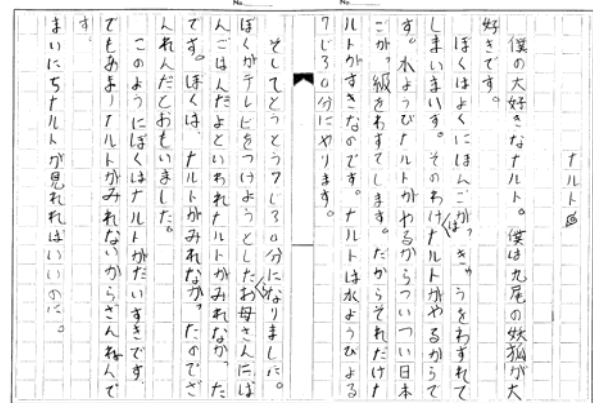 No.
No.
ナルト
僕の大好きなナルト。僕は九尾の妖狐が大
好きです。
ぼくはよくにほんごがっきゅうをわすれて
しまいます。そのわけはナルトがやるからで
す。水ようびナルトがやるからついつい日本
ごがっ級をわすてします。だからそれだけナ
ルトがすきなのです。ナルトは水ようびよる
7じ30分にやります。
そしてとうとう7じ30分になりました。
ぼくがテレビをつけようとしたらお母さんにば
んごはんだよといわれナルトがみれなかった
です。ぼくは、ナルトがみれなかったのでざ
んねんだとおもいました。
このようにぼくはナルトがだいすきです。
でもあまりナルトがみれないからざんねんで
す。
まいにちナルトが見れればいいのに。